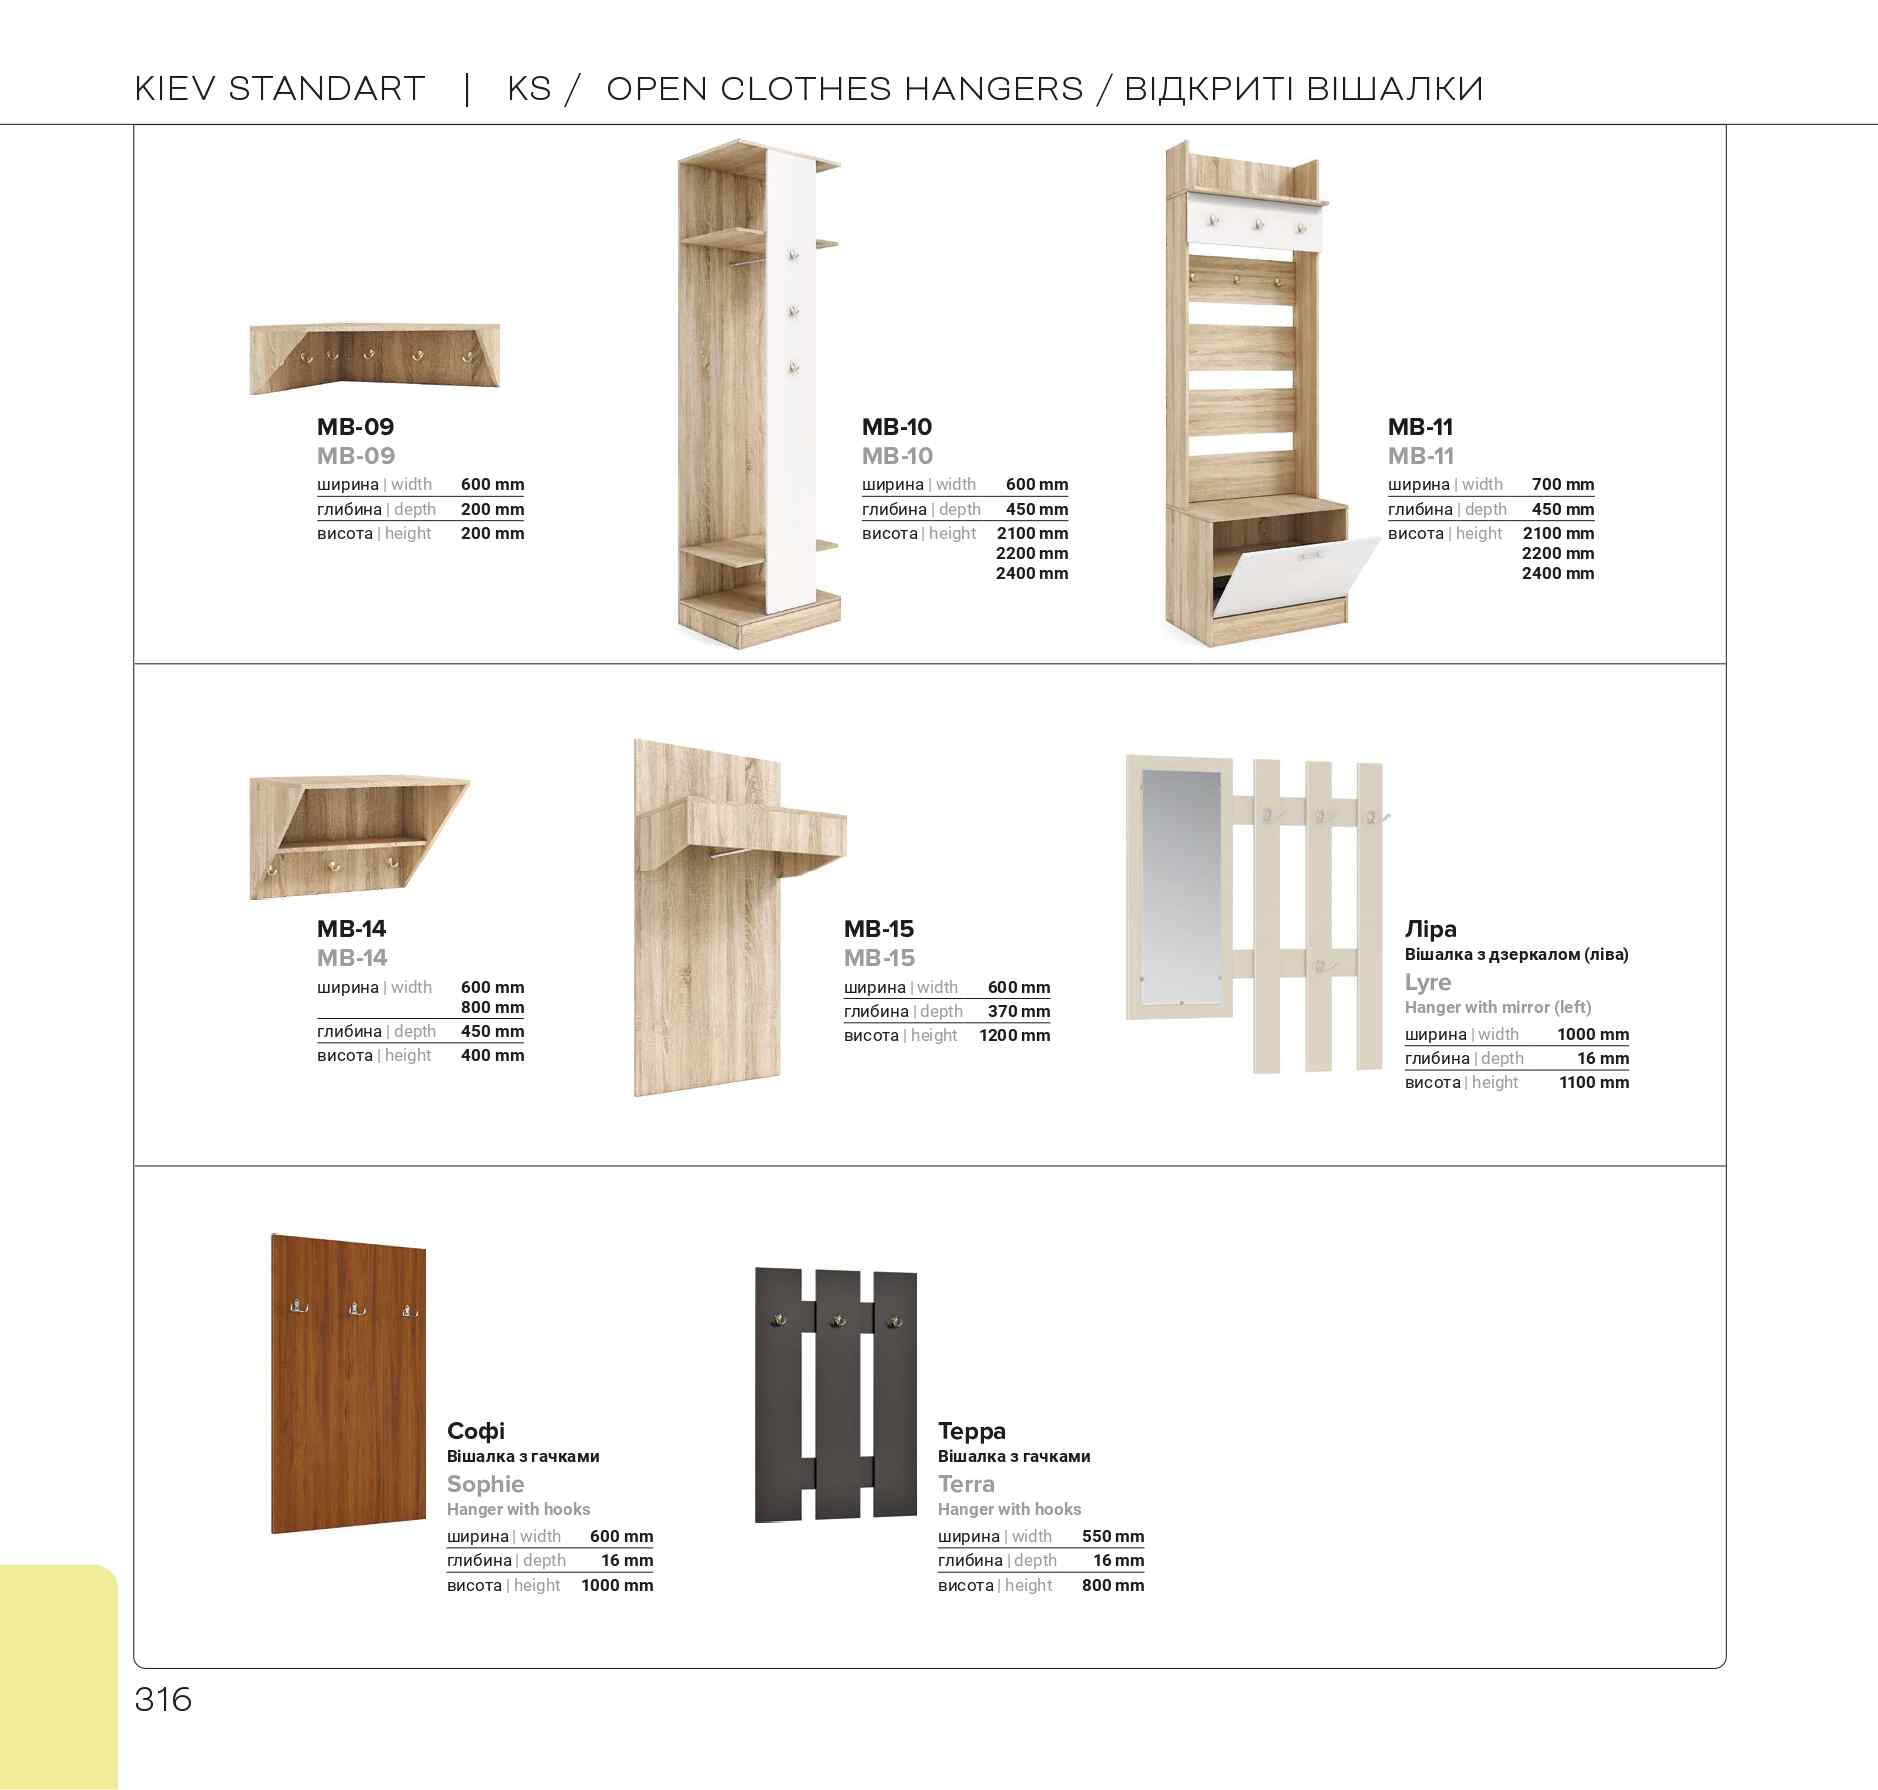 KIEV STANDART | KS / OPEN CLOTHES HANGERS / ВІДКРИТІ ВІШАЛКИ
МВ-09
MB-09
ширина | width 600 mm
глибина | depth 200 mm
висота | height 200 mm
МВ-10
MB-10
ширина | width 600 mm
глибина | depth 450 mm
висота | height 2100 mm
2200 mm
2400 mm
МВ-11
MB-11
ширина | width 700 mm
глибина | depth 450 mm
висота | height 2100 mm
2200 mm
2400 mm
МВ-14
MB-14
ширина | width 600 mm
800 mm
глибина | depth 450 mm
висота | height 400 mm
МВ-15
MB-15
ширина | width 600 mm
глибина | depth 370 mm
висота | height 1200 mm
Ліра
Вішалка з дзеркалом (ліва)
Lyre
Hanger with mirror (left)
ширина | width 1000 mm
глибина | depth 16 mm
висота | height 1100 mm
Софі
Вішалка з гачками
Sophie
Hanger with hooks
ширина | width 600 mm
глибина | depth 16 mm
висота | height 1000 mm
Терра
Вішалка з гачками
Terra
Hanger with hooks
ширина | width 550 mm
глибина | depth 16 mm
висота | height 800 mm
316